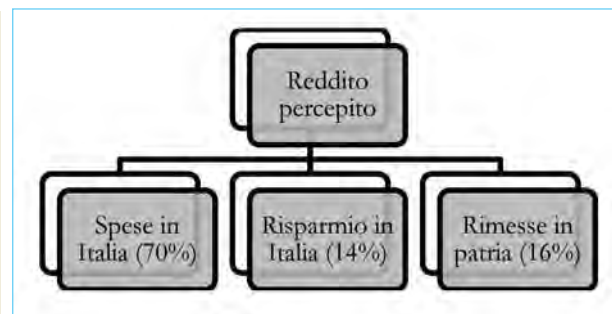 Reddito
percepito
Spese in
Italia (70%)
Risparmio in
Italia (14%)
Rimesse in
patria (16%)